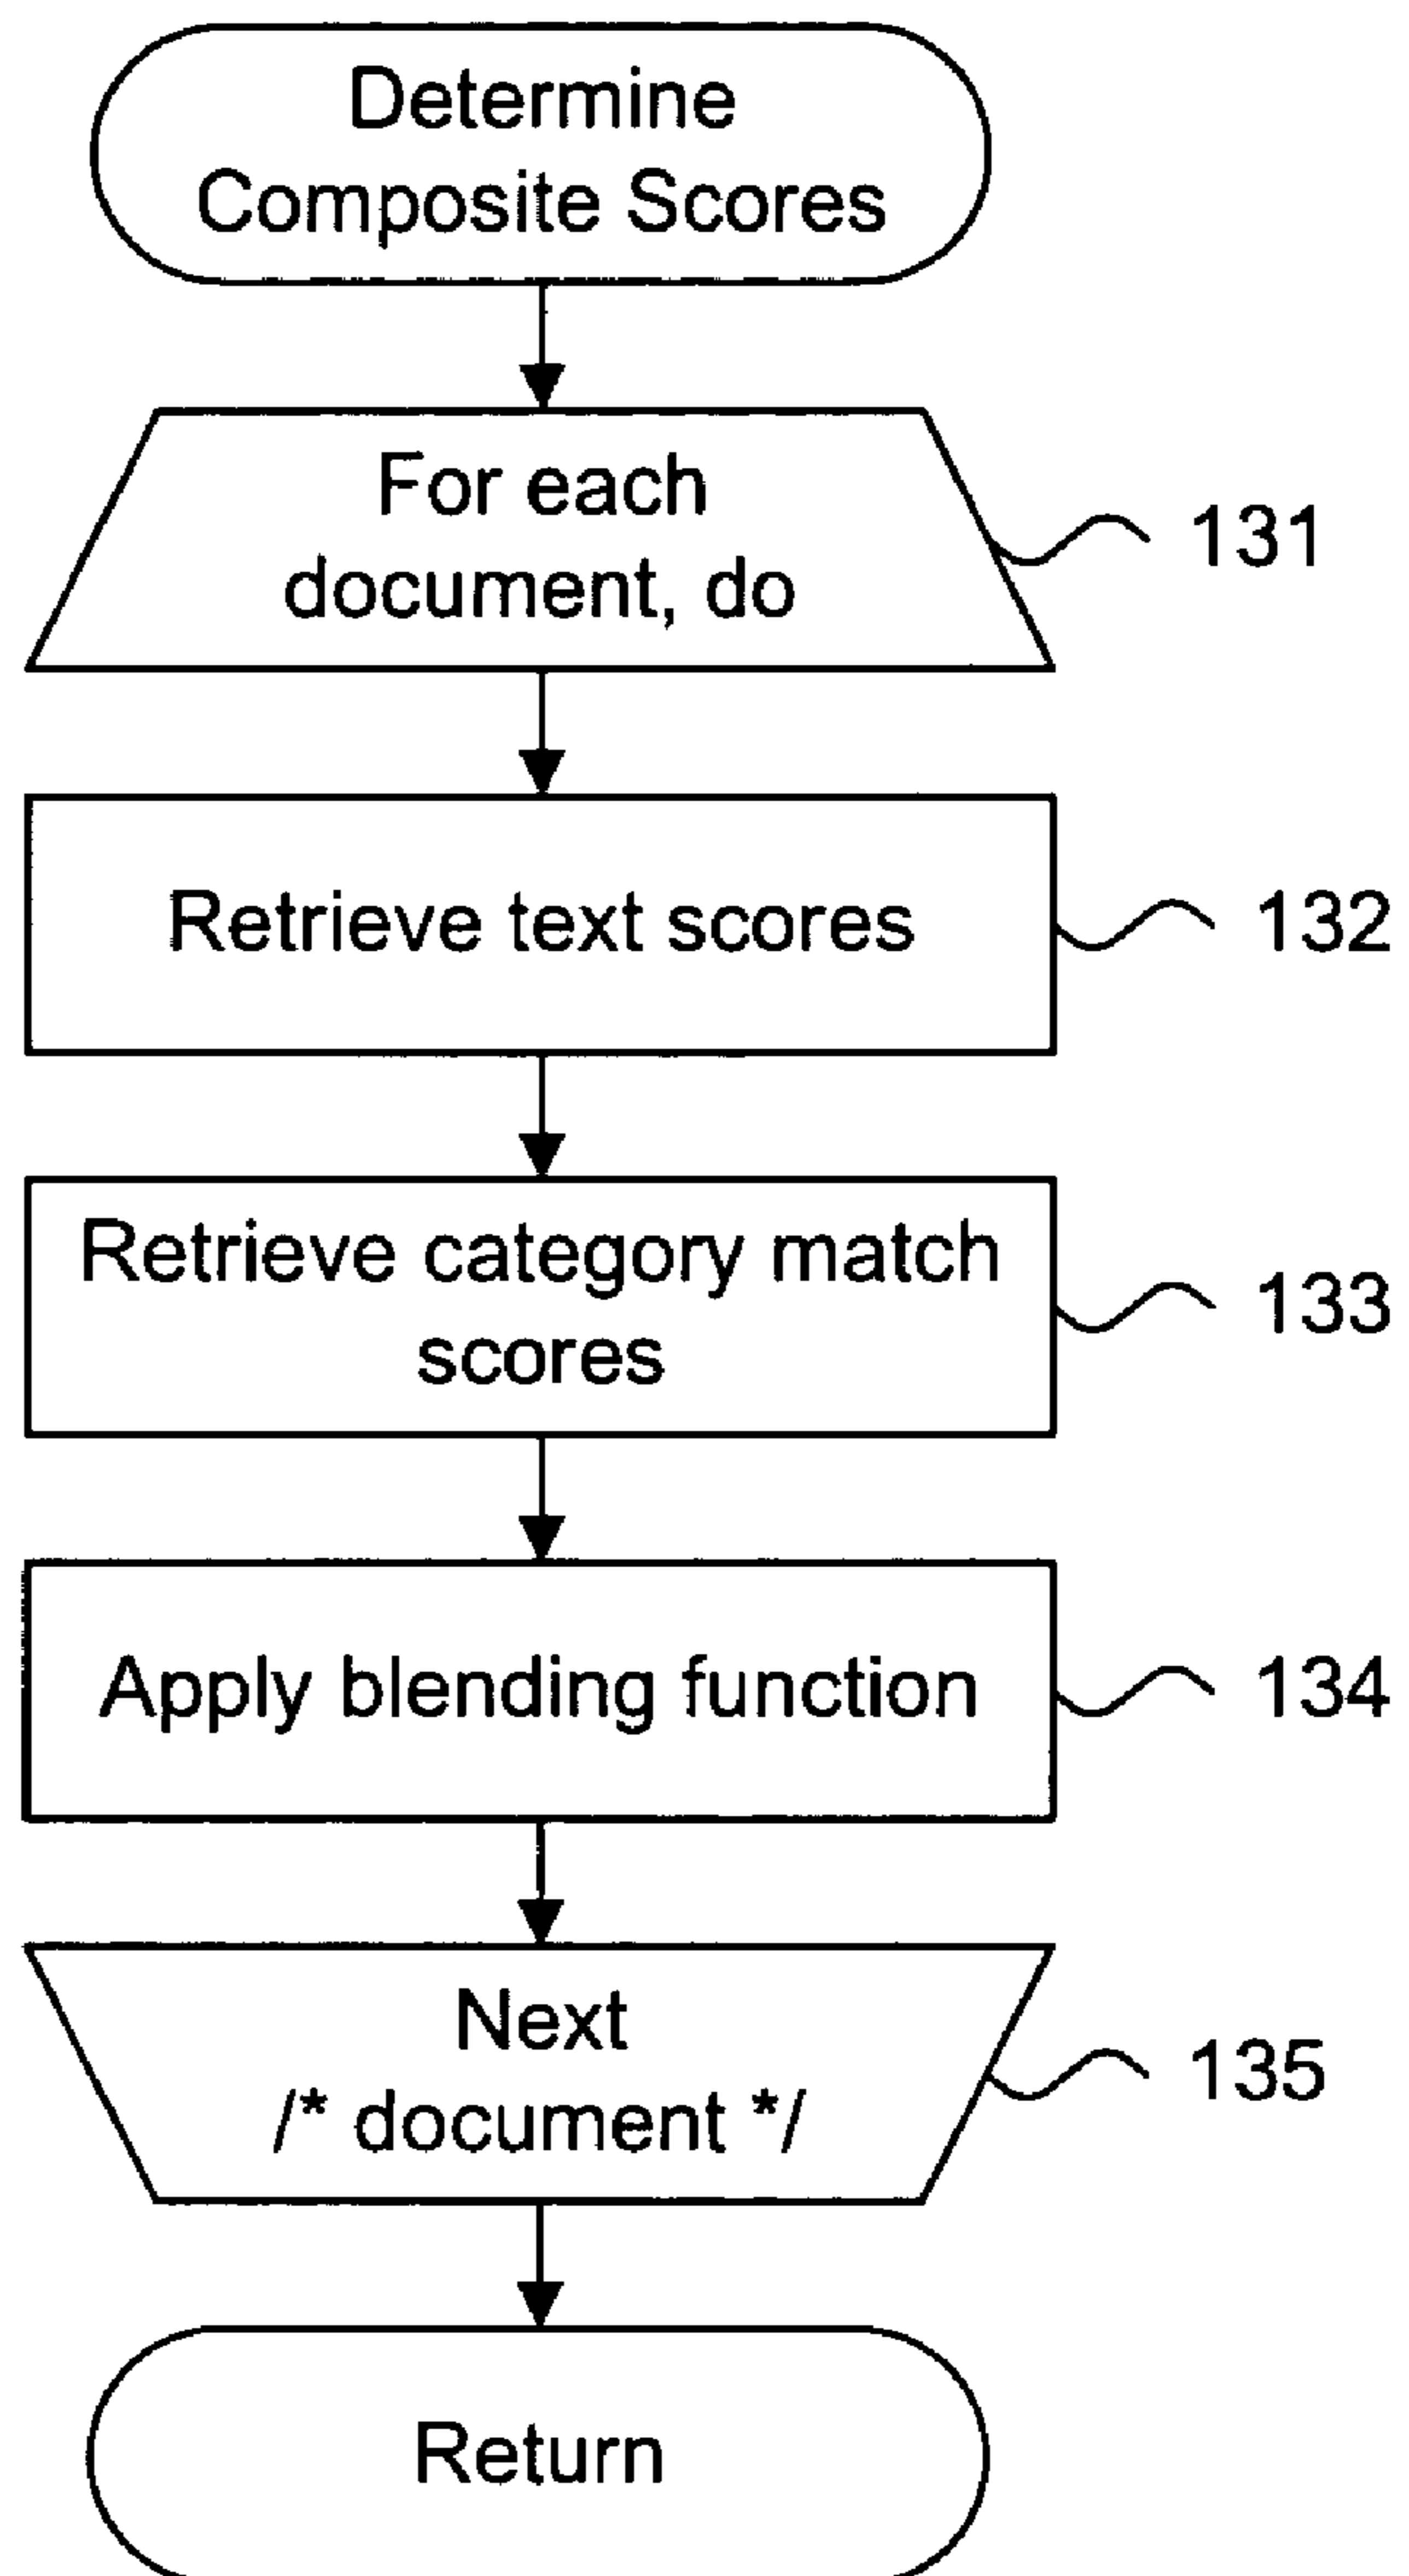 Determine
Composite Scores
For each
document, do
131
Retrieve text scores
132
Retrieve category match
scores
133
Apply blending function
134
Next
/* document */
135
Return